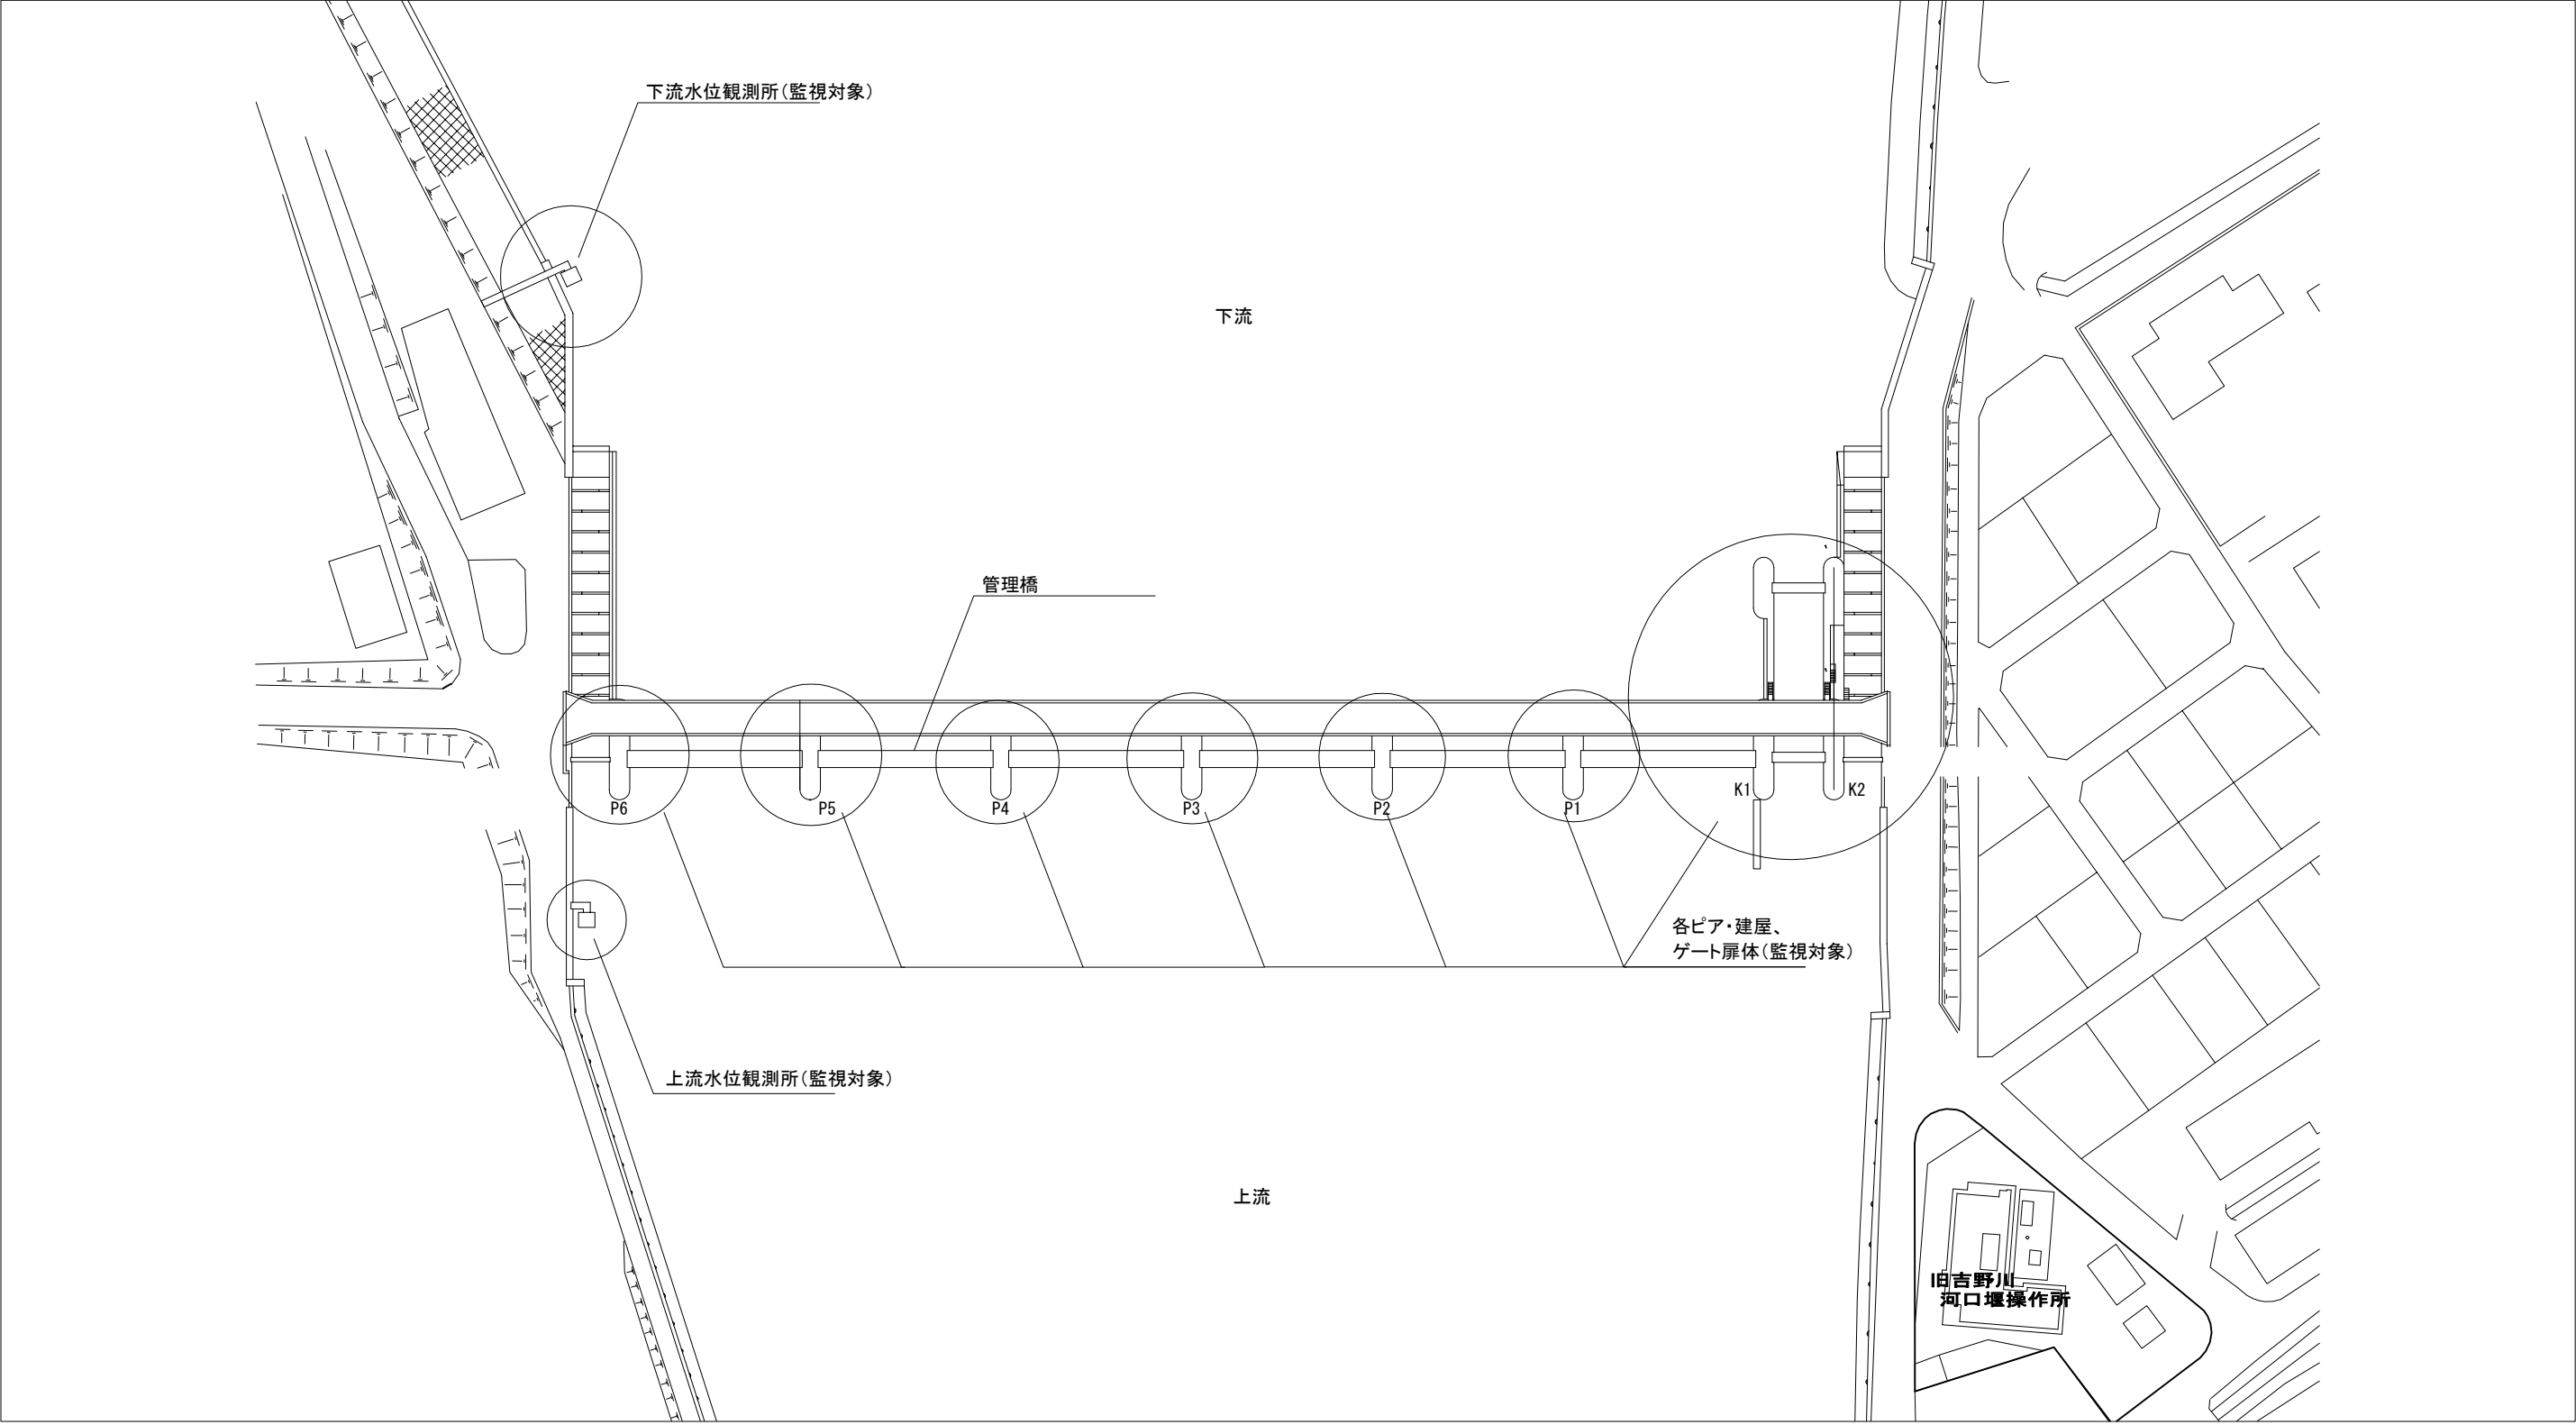 下流水位観測所(監視対象)
下流
管理橋
K1
K2
P6
P5
P4
P3
P2
P1
各ピア・建屋、
ゲート扉体(監視対象)
上流水位観測所(監視対象)
上流
旧吉野川
河口堰操作所